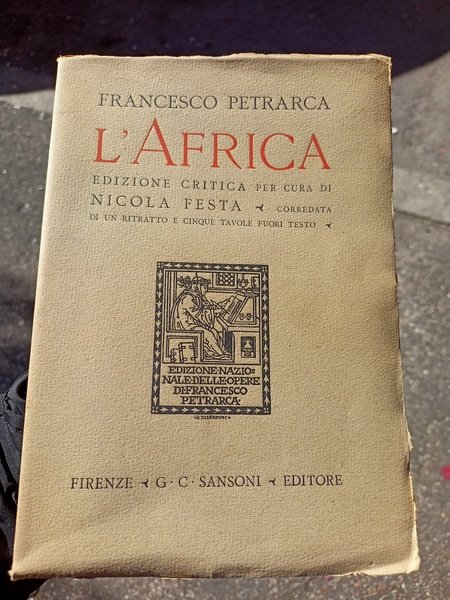 FRANCESCO PETRARCA
L'AFRICA
EDIZIONE CRITICA PER CURA DI
NICOLA FESTA CORREDATA
DI UN RITRATTO E CINQUE TAVOLE FUORI TESTO
EDIZIONE·NAZIO=
NALE·DELLE·OPERE
DI·FRANCESCO
PETRARCA·
FIRENZE G·C·SANSONI EDITORE